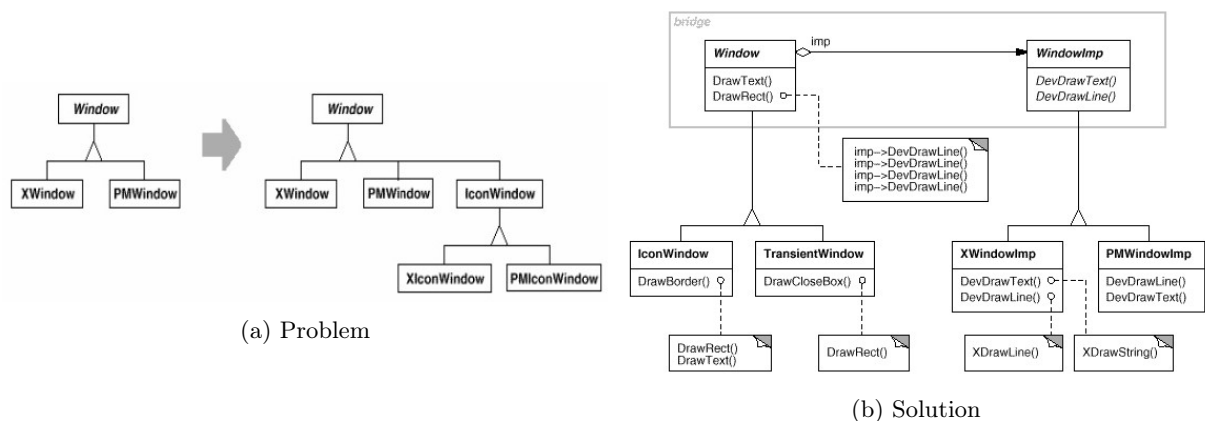 Window
XWindow
PMWindow
Window
XWindow
PMWindow
IconWindow
XIconWindow
PMIconWindow
(a) Problem
bridge
Window
DrawText()
DrawRect()
imp
WindowImp
DevDrawText()
DevDrawLine()
imp->DevDrawLine()
imp->DevDrawLine()
imp->DevDrawLine()
imp->DevDrawLine()
IconWindow
DrawBorder()
TransientWindow
DrawCloseBox()
XWindowImp
DevDrawText()
DevDrawLine()
PMWindowImp
DevDrawLine()
DevDrawText()
DrawRect()
DrawText()
DrawRect()
XDrawLine()
XDrawString()
(b) Solution